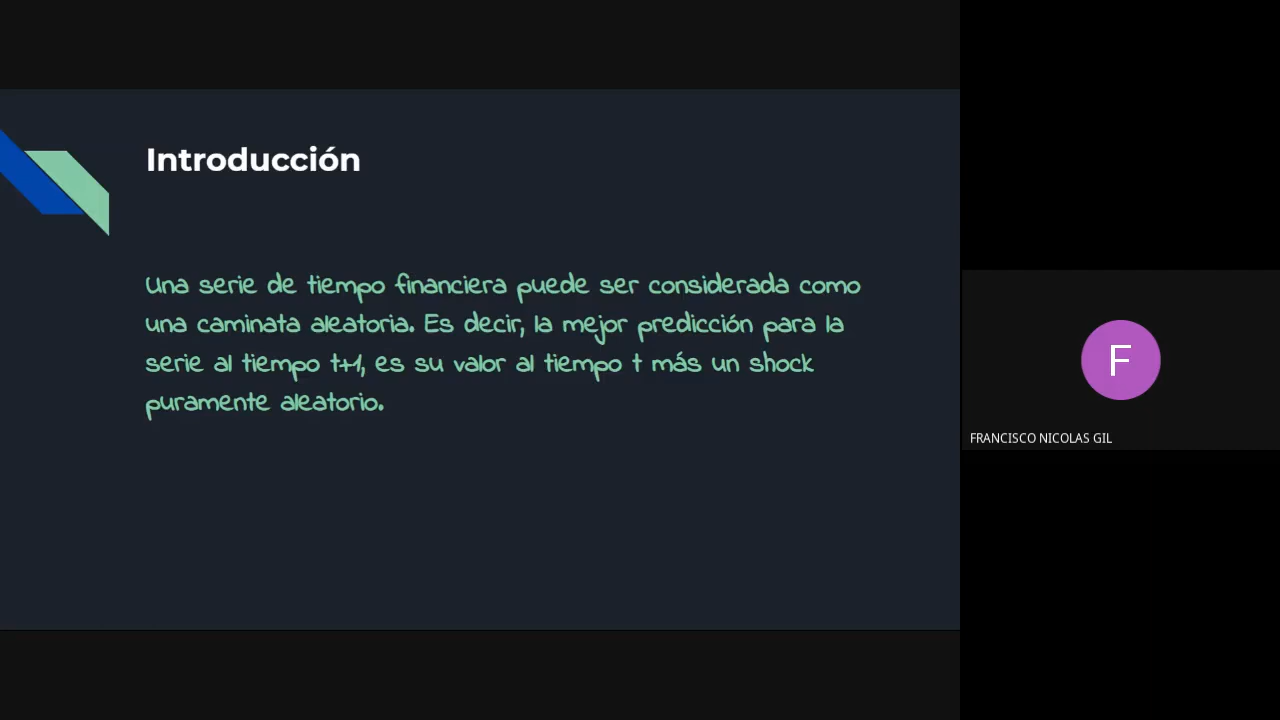 Introducción
Una serie de tiempo financiera puede ser considerada como
una caminata aleatoria. Es decir, la mejor predicción para la
serie al tiempo t+1, es su valor al tiempo t más un shock
puramente aleatorio.
F
FRANCISCO NICOLAS GIL